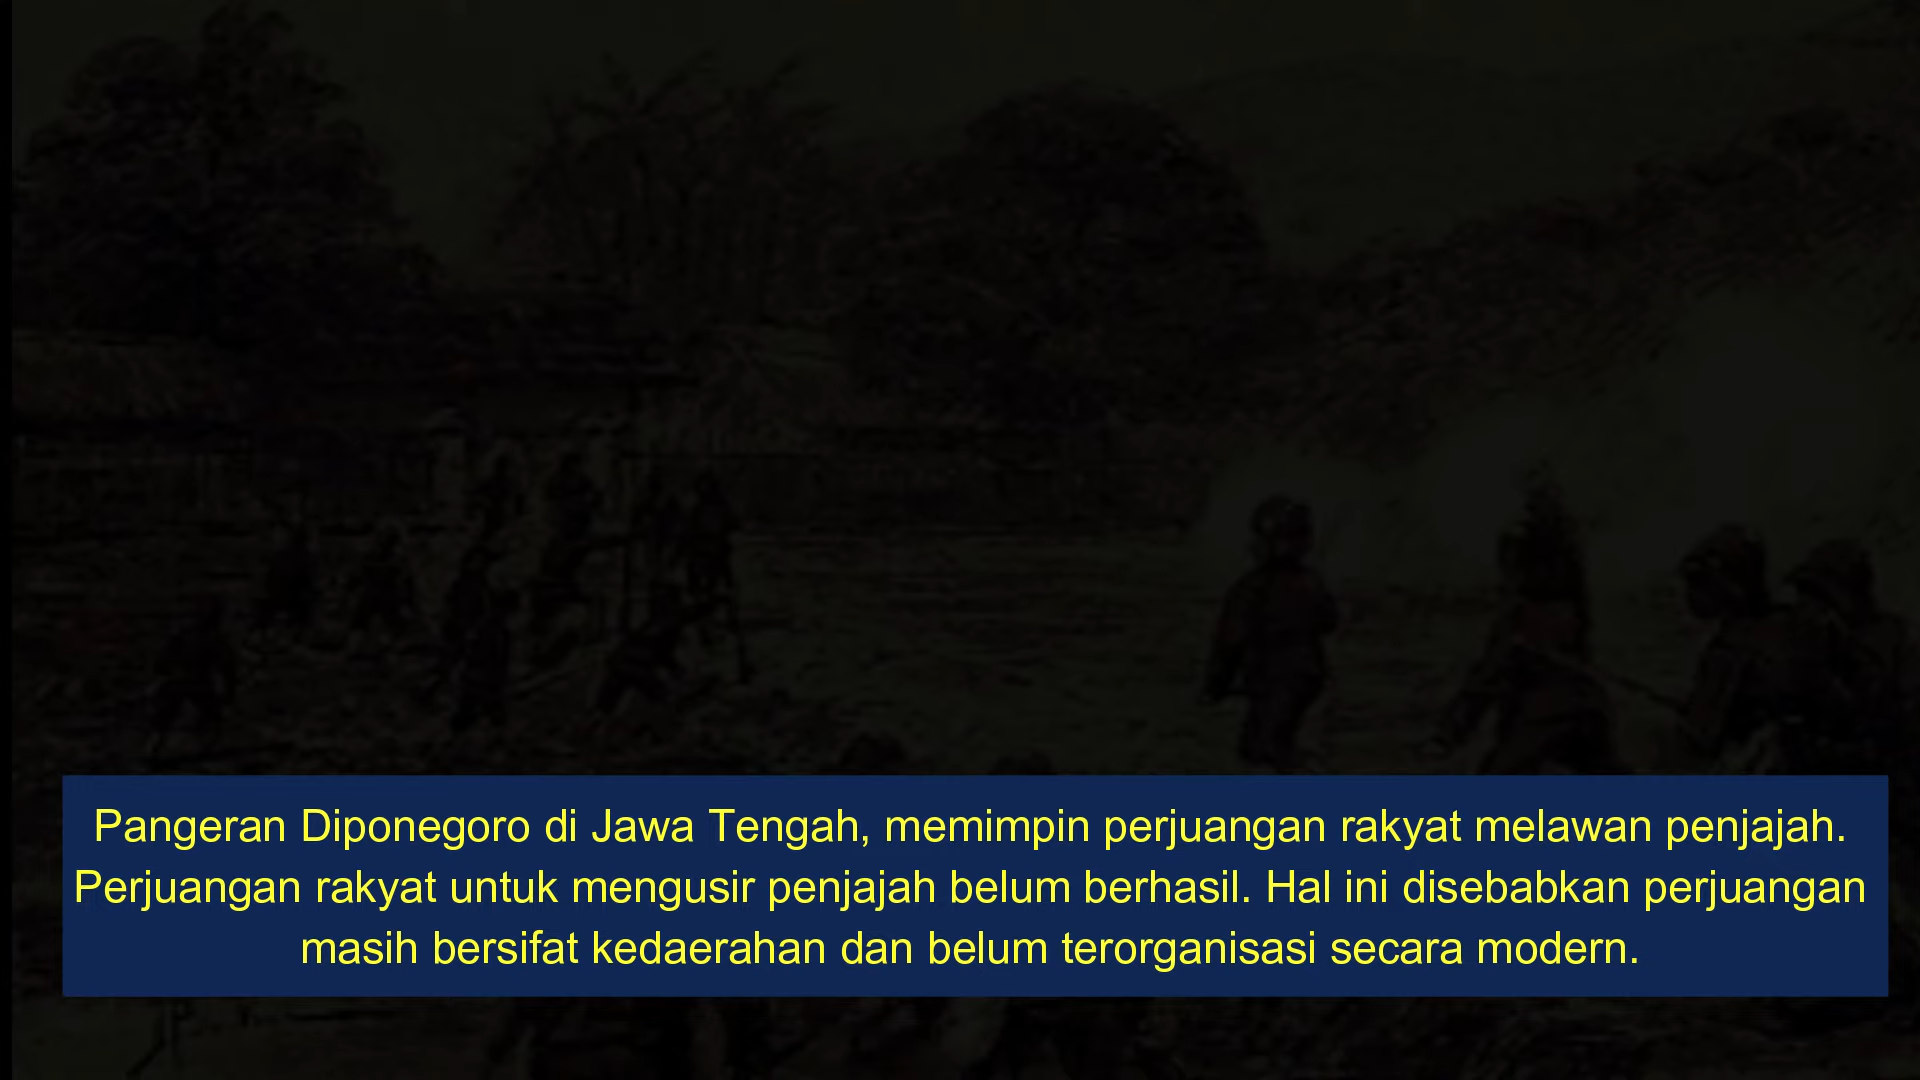 Pangeran Diponegoro di Jawa Tengah, memimpin perjuangan rakyat melawan penjajah.
Perjuangan rakyat untuk mengusir penjajah belum berhasil. Hal ini disebabkan perjuangan
masih bersifat kedaerahan dan belum terorganisasi secara modern.